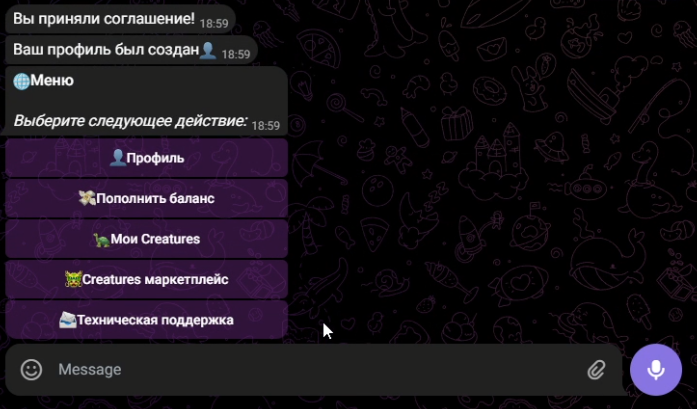 Вы приняли соглашение! 18:59
Ваш профиль был создан👤 18:59
🌐Меню
Выберите следующее действие: 18:59
👤Профиль
💸Пополнить баланс
🦕Мои Creatures
🐲Creatures маркетплейс
📨Техническая поддержка
Message